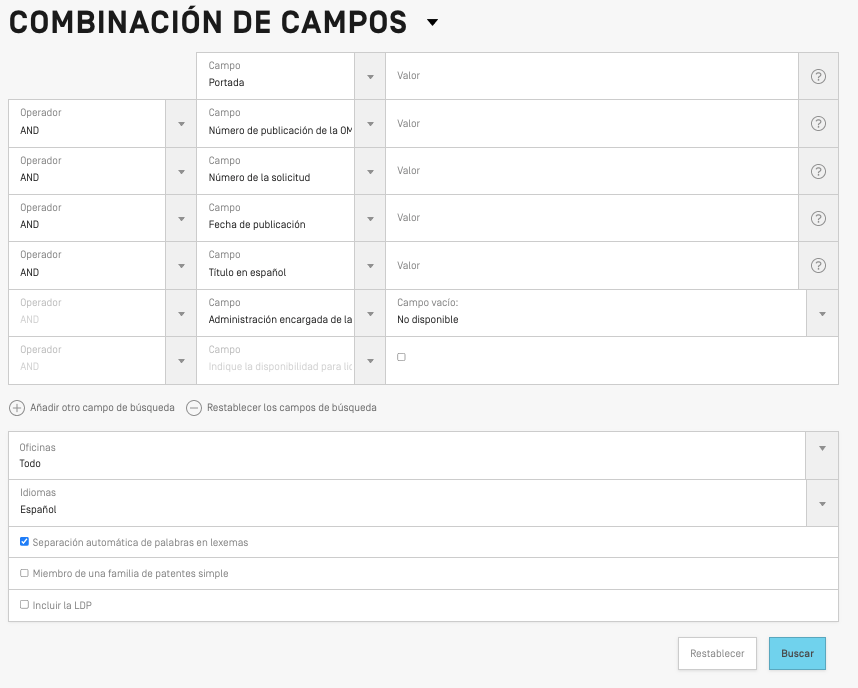 COMBINACIÓN DE CAMPOS
Campo
Portada
Valor
Operador
AND
Campo
Número de publicación de la OM
Valor
Operador
AND
Campo
Número de la solicitud
Valor
Operador
AND
Campo
Fecha de publicación
Valor
Operador
AND
Campo
Título en español
Valor
Operador
AND
Campo
Administración encargada de la
Campo vacío:
No disponible
Operador
AND
Campo
Indique la disponibilidad para lic
Añadir otro campo de búsqueda
Restablecer los campos de búsqueda
Oficinas
Todo
Idiomas
Español
Separación automática de palabras en lexemas
Miembro de una familia de patentes simple
Incluir la LDP
Restablecer
Buscar